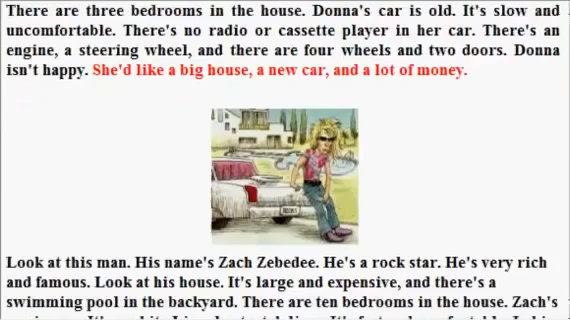 There are three bedrooms in the house. Donna's car is old. It's slow and
uncomfortable. There's no radio or cassette player in her car. There's an
engine, a steering wheel, and there are four wheels and two doors. Donna
isn't happy. She'd like a big house, a new car, and a lot of money.
Look at this man. His name's Zach Zebedee. He's a rock star. He's very rich
and famous. Look at his house. It's large and expensive, and there's a
swimming pool in the backyard. There are ten bedrooms in the house. Zach's